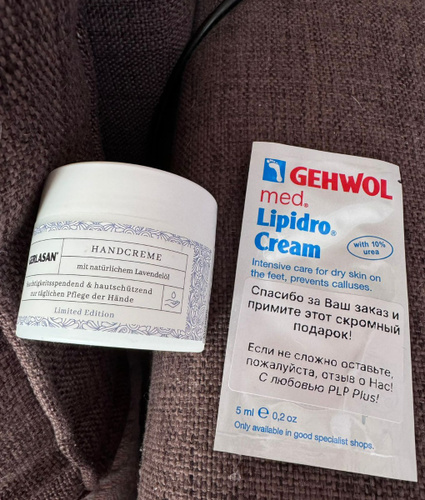 HANDCREME
mit natürlichem Lavendelöl
& hautschützend
zur täglichen Pflege der Hände
Limited Edition
GEHWOL
med.
Lipidro®
Cream
with 10%
urea
Intensive care for dry skin on
the feet, prevents calluses.
Спасибо за Ваш заказ и
примите этот скромный
подарок!
Если не сложно оставьте,
пожалуйста, отзыв о Нас!
С любовью PLP Plus!
5 ml ℮ 0,2 oz
Only available in good specialist shops.